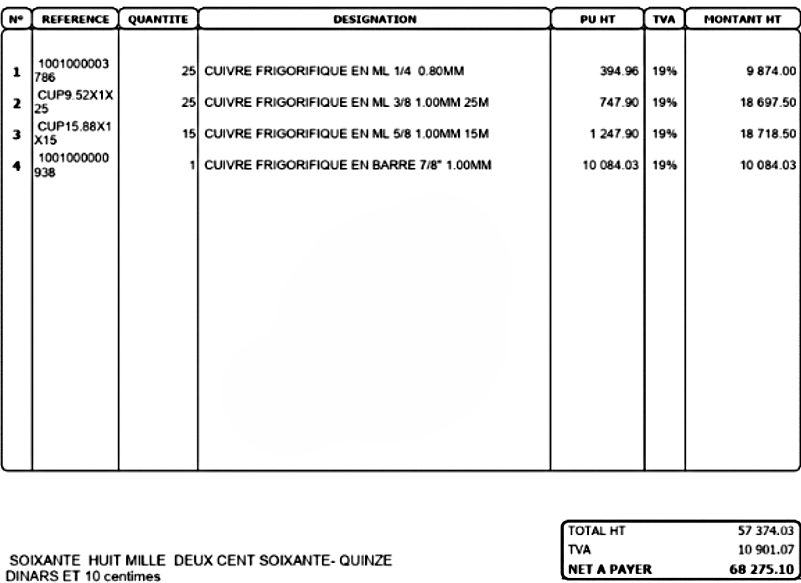 N° REFERENCE QUANTITE DESIGNATION PU HT TVA MONTANT HT
1 1001000003786 25 CUIVRE FRIGORIFIQUE EN ML 1/4 0.80MM 394.96 19% 9 874.00
2 CUP9.52X1X25 25 CUIVRE FRIGORIFIQUE EN ML 3/8 1.00MM 25M 747.90 19% 18 697.50
3 CUP15.88X1X15 15 CUIVRE FRIGORIFIQUE EN ML 5/8 1.00MM 15M 1 247.90 19% 18 718.50
4 1001000000938 1 CUIVRE FRIGORIFIQUE EN BARRE 7/8" 1.00MM 10 084.03 19% 10 084.03
TOTAL HT 57 374.03
TVA 10 901.07
NET A PAYER 68 275.10
SOIXANTE HUIT MILLE DEUX CENT SOIXANTE- QUINZE
DINARS ET 10 centimes